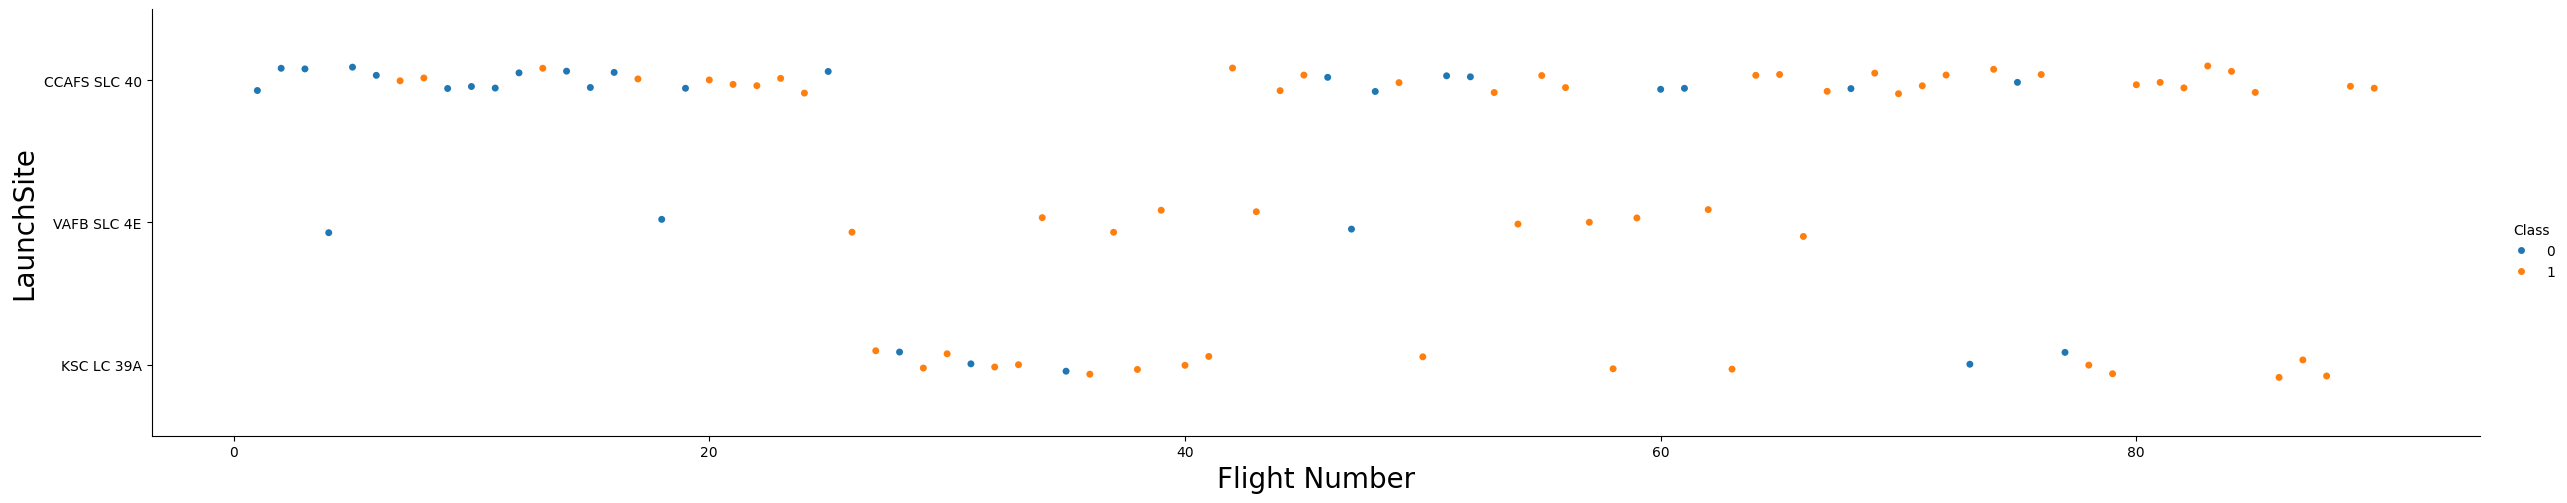 LaunchSite
CCAFS SLC 40
VAFB SLC 4E
KSC LC 39A
0 20 40 60 80
Flight Number
Class
0
1